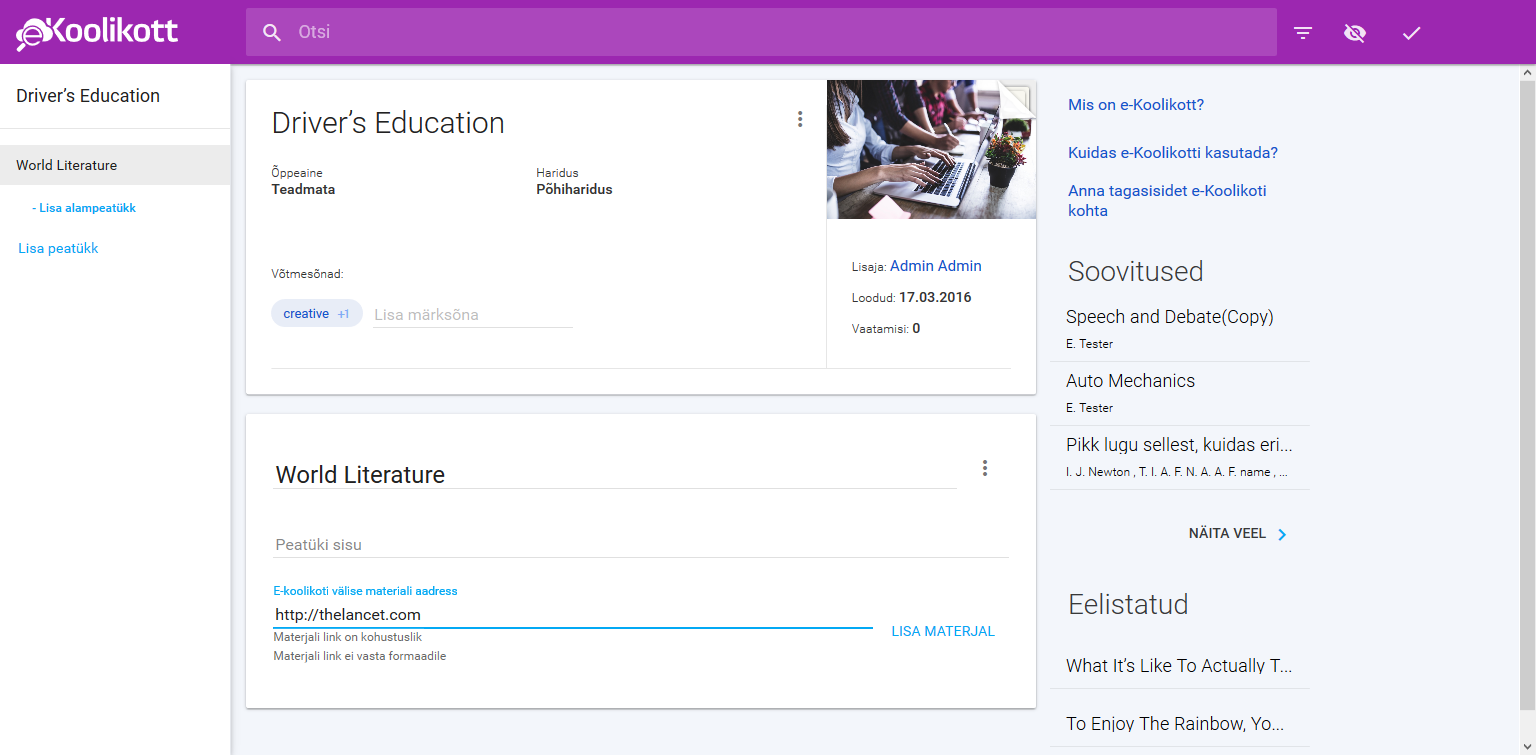 eKoolikott
Otsi
Driver’s Education
World Literature
- Lisa alampeatükk
Lisa peatükk
Driver’s Education
Õppeaine
Teadmata
Haridus
Põhiharidus
Võtmesõnad:
creative +1
Lisa märksõna
Lisaja: Admin Admin
Loodud: 17.03.2016
Vaatamisi: 0
World Literature
Peatüki sisu
E-koolikoti välise materiali aadress
http://thelancet.com
Materjali link on kohustuslik
Materjali link ei vasta formaadile
LISA MATERJAL
Mis on e-Koolikott?
Kuidas e-Koolikotti kasutada?
Anna tagasisidet e-Koolikoti
kohta
Soovitused
Speech and Debate(Copy)
E. Tester
Auto Mechanics
E. Tester
Pikk lugu sellest, kuidas eri...
I. J. Newton , T. I. A. F. N. A. A. F. name , ...
NÄITA VEEL
Eelistatud
What It’s Like To Actually T...
To Enjoy The Rainbow, Yo...